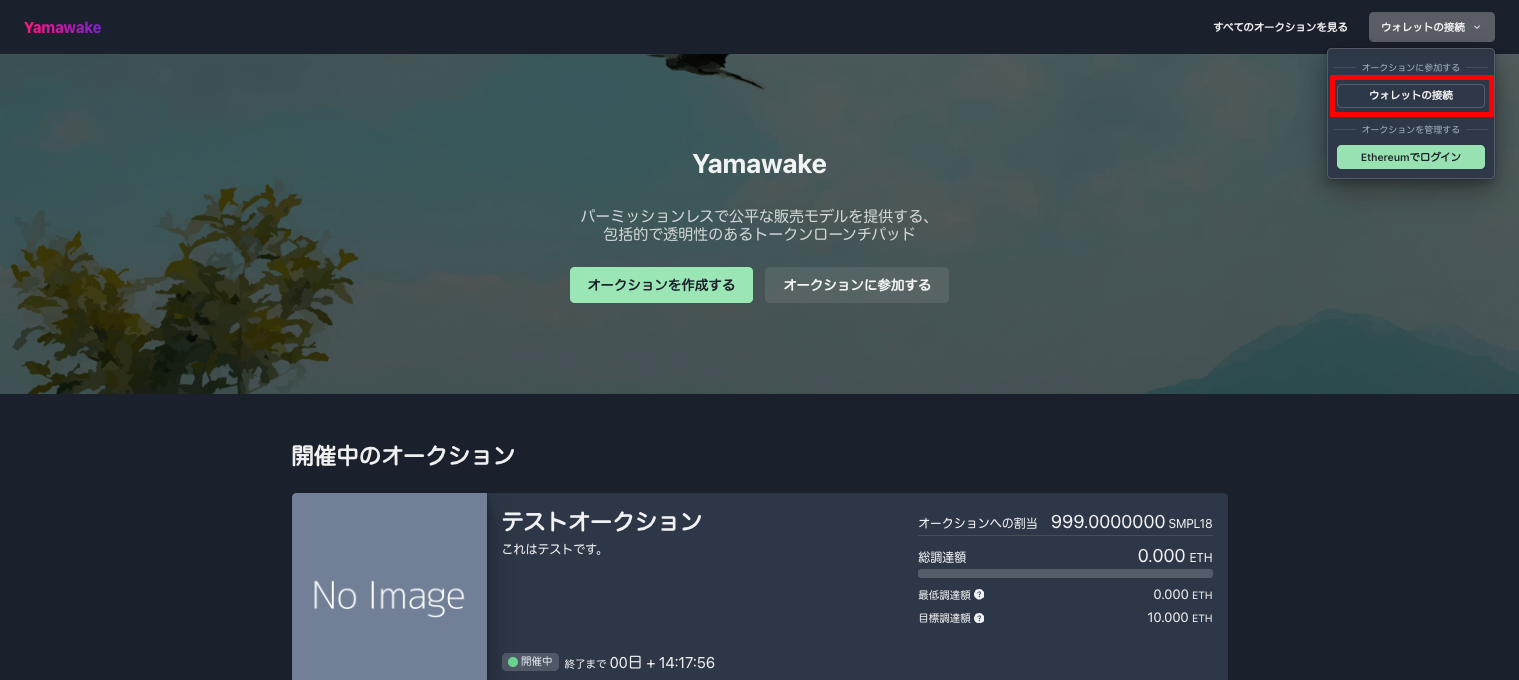 Yamawake
すべてのオークションを見る
ウォレットの接続
オークションに参加する
ウォレットの接続
オークションを管理する
Ethereumでログイン
Yamawake
パーミッションレスで公平な販売モデルを提供する、
包括的で透明性のあるトークンローンチパッド
オークションを作成する
オークションに参加する
開催中のオークション
No Image
テストオークション
これはテストです。
開催中 終了まで 00日 + 14:17:56
オークションへの割当 999.0000000 SMPL18
総調達額 0.000 ETH
最低調達額 ? 0.000 ETH
目標調達額 ? 10.000 ETH